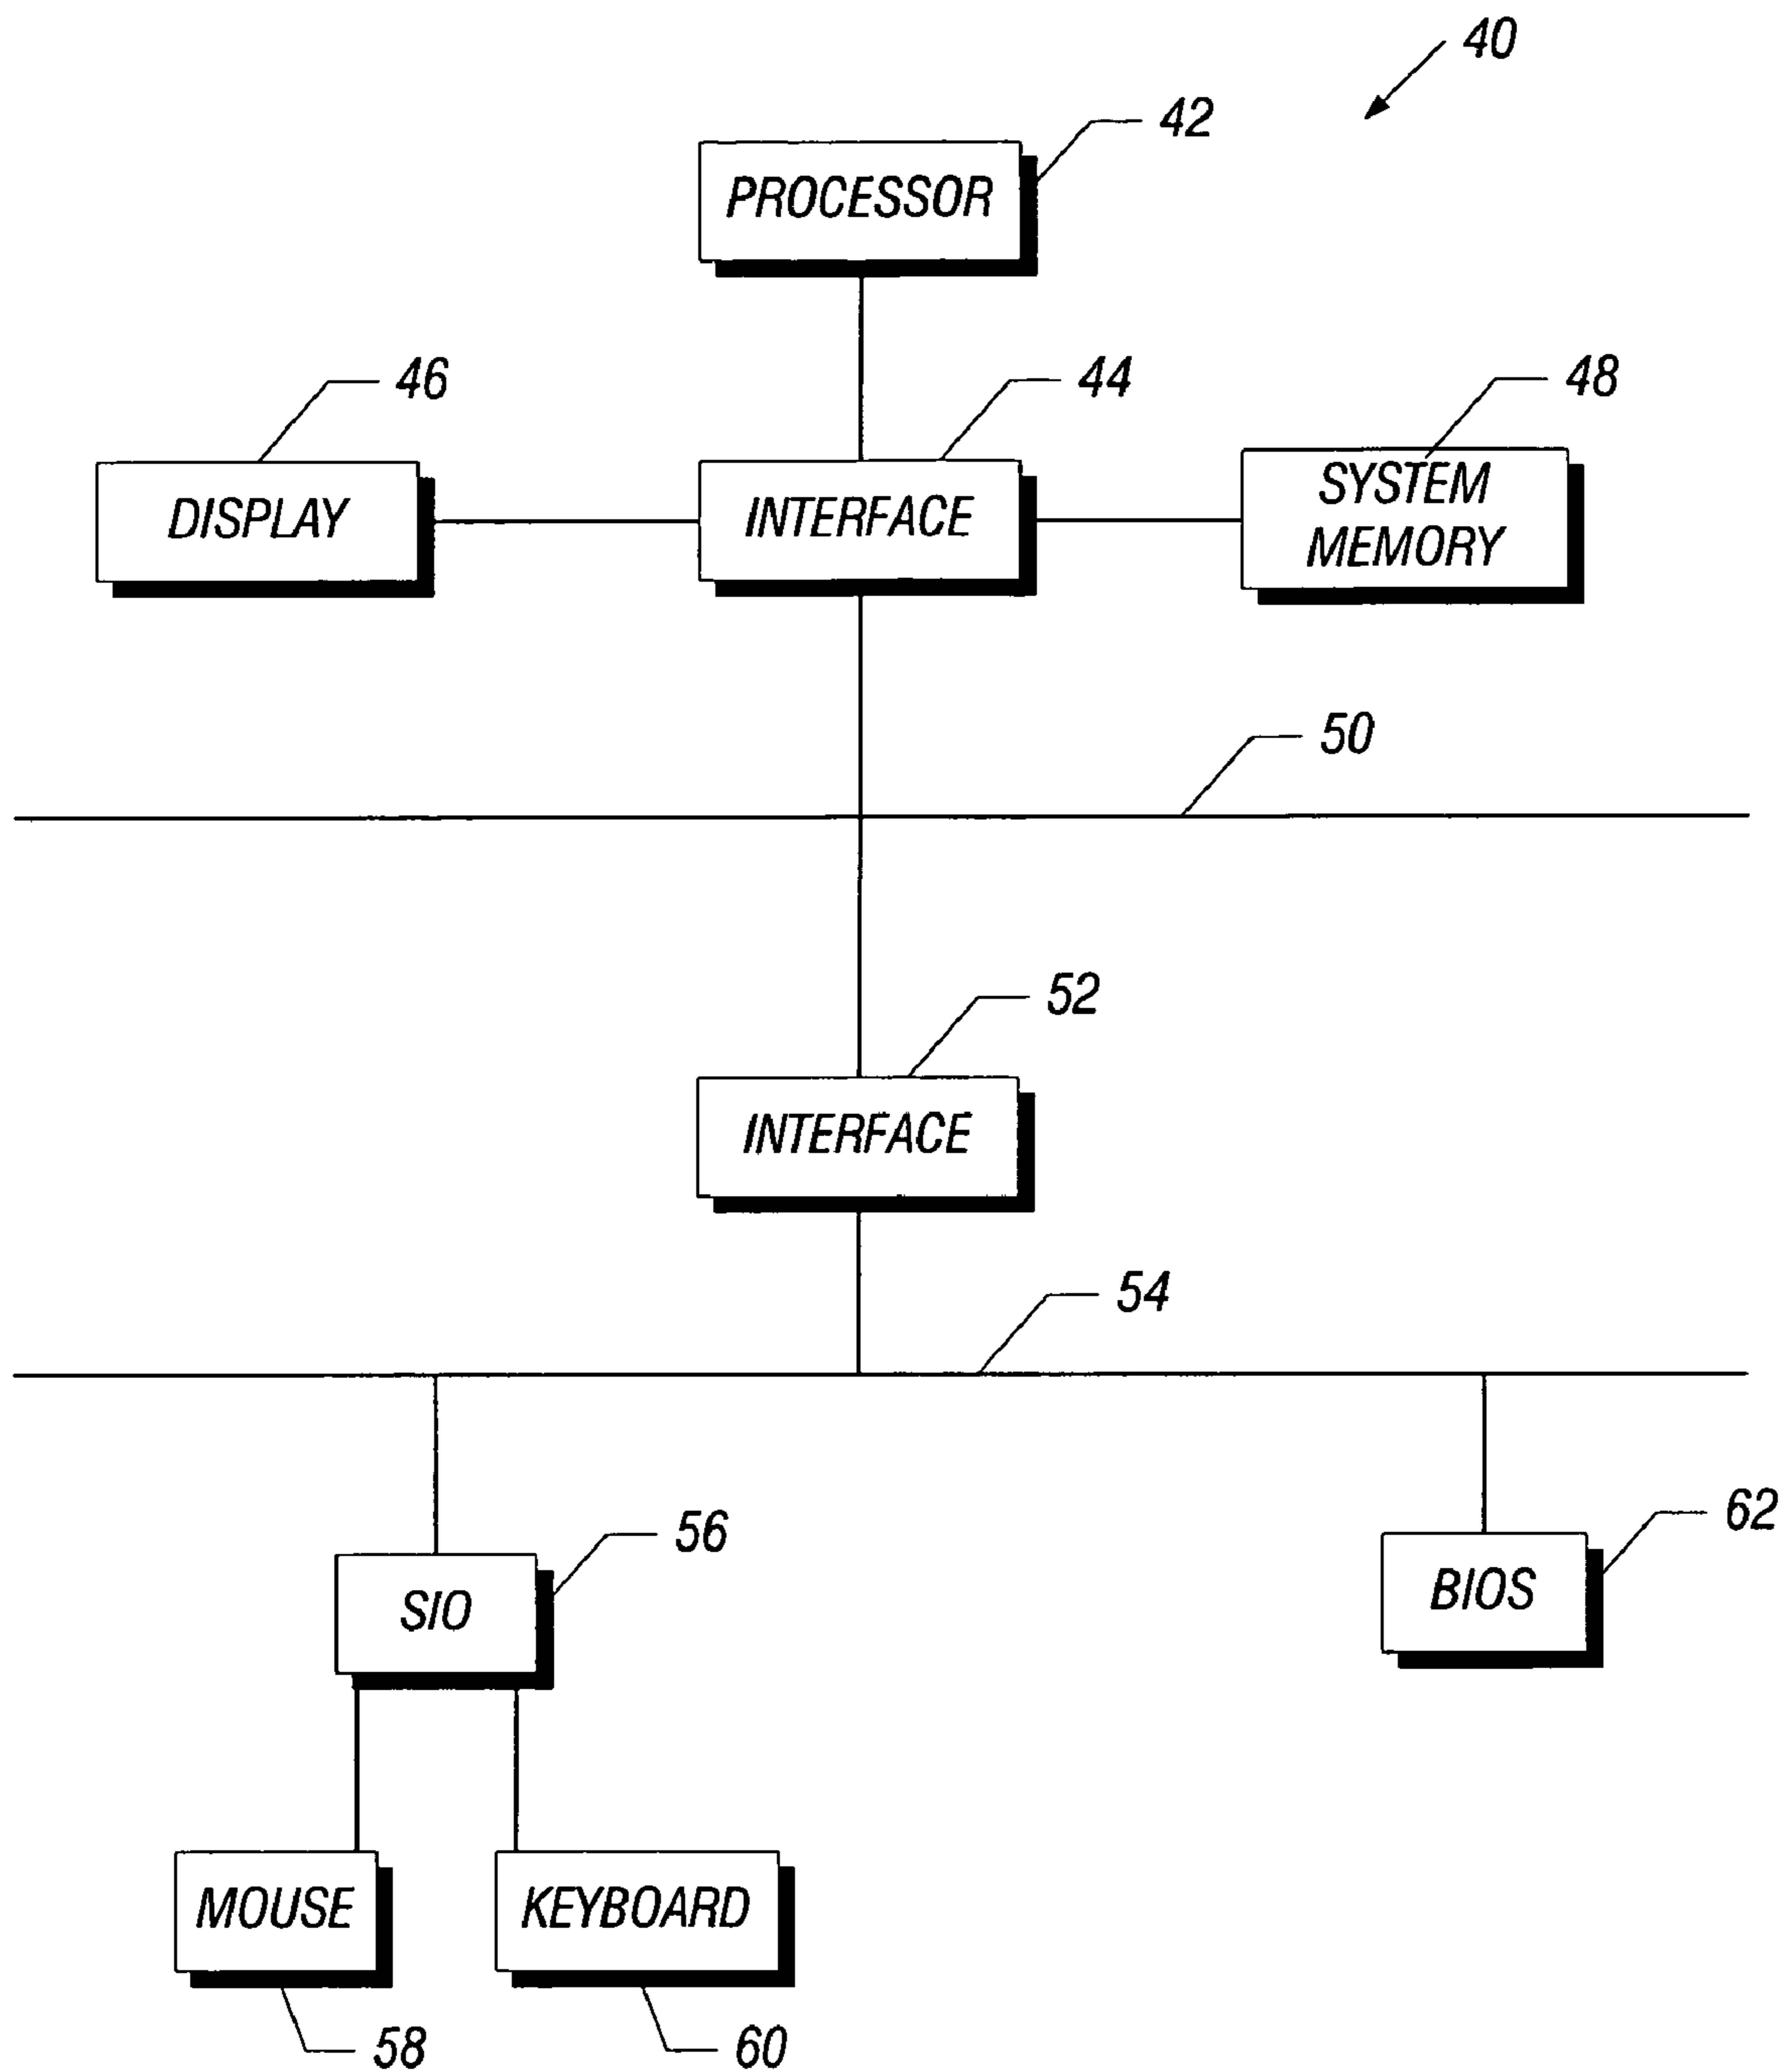 40
42
PROCESSOR
46
44
48
DISPLAY
INTERFACE
SYSTEM
MEMORY
50
52
INTERFACE
54
56
62
SIO
BIOS
MOUSE
KEYBOARD
58
60